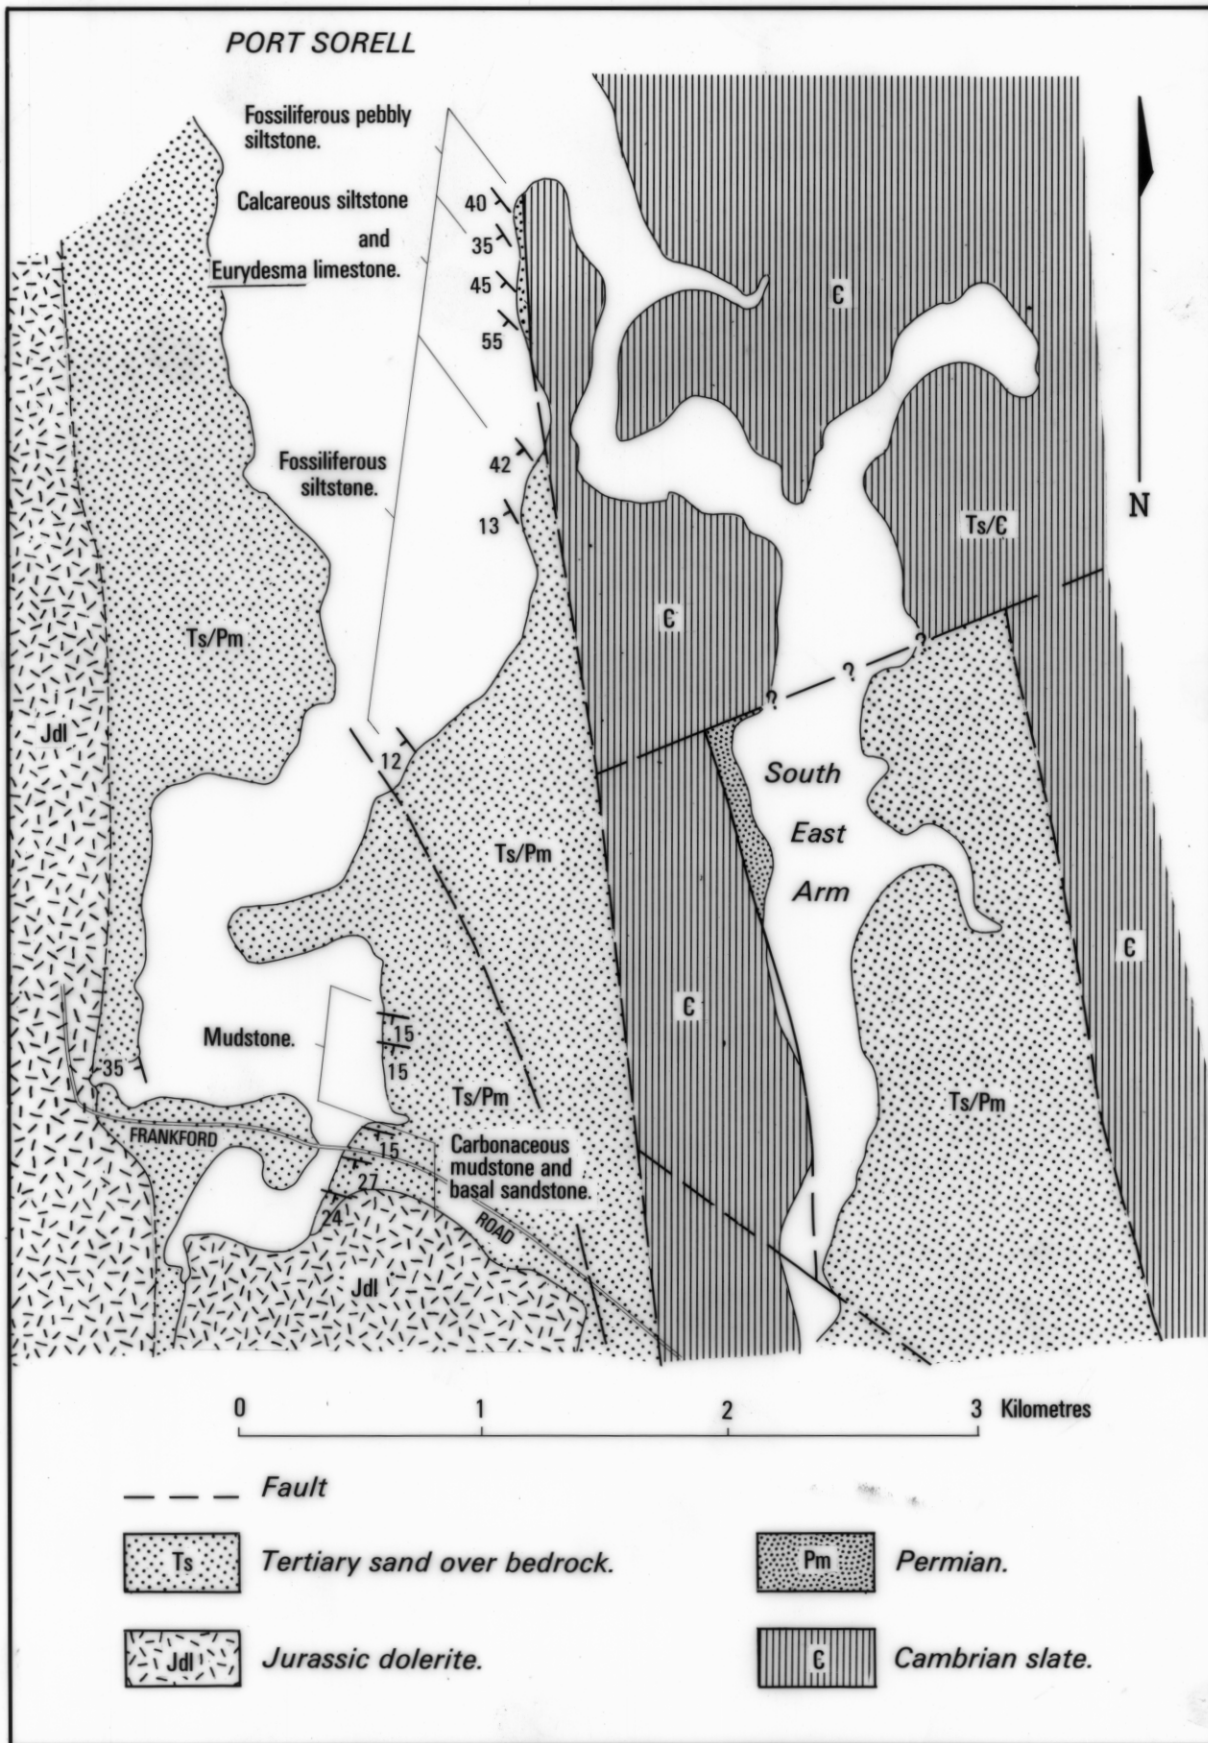 PORT SORELL
Fossiliferous pebbly
siltstone.
Calcareous siltstone
and
Eurydesma limestone.
40
35
45
55
Є
Fossiliferous
siltstone.
42
13
Ts/Є
N
Є
Ts/Pm
?
?
?
Jdl
12
South
East
Arm
Ts/Pm
Є
Є
Mudstone.
15
15
35
Ts/Pm
Ts/Pm
FRANKFORD
15
Carbonaceous
mudstone and
basal sandstone.
27
24
ROAD
Jdl
0 1 2 3 Kilometres
Fault
Ts Tertiary sand over bedrock.
Pm Permian.
Jdl Jurassic dolerite.
Є Cambrian slate.